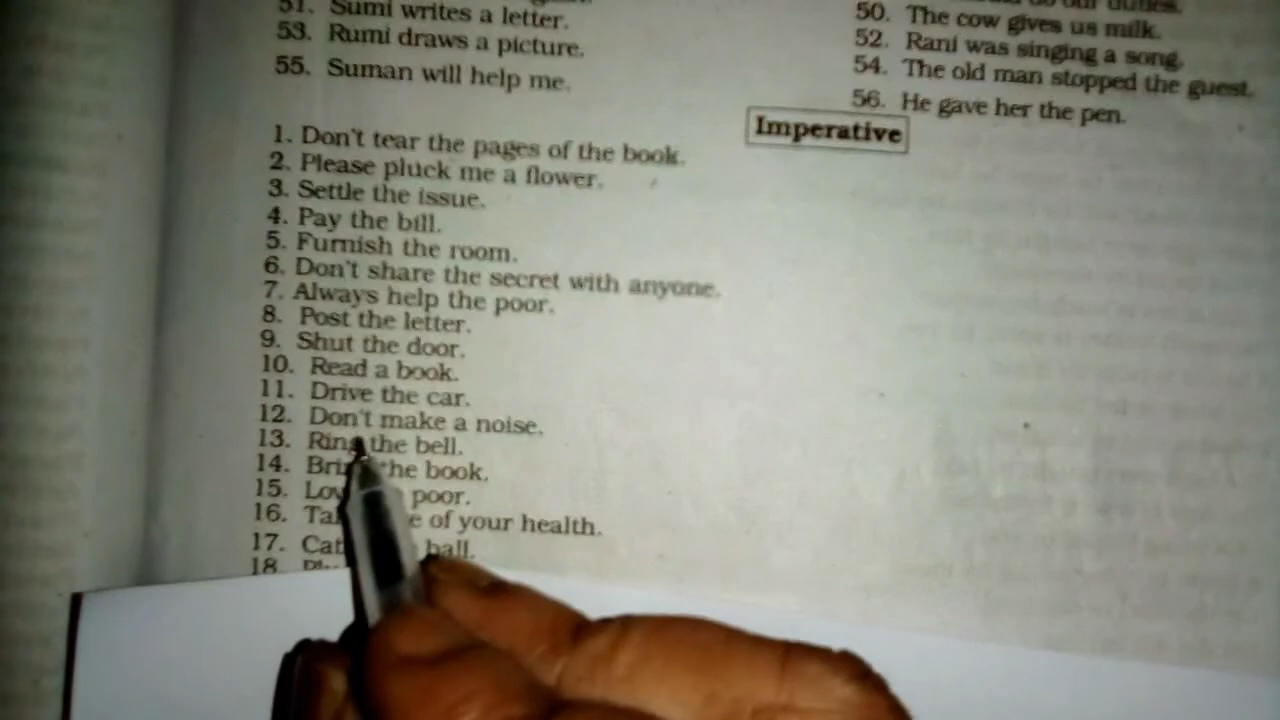 51. Sumi writes a letter.
53. Rumi draws a picture.
55. Suman will help me.
duties.
50. The cow gives us milk.
52. Rani was singing a song.
54. The old man stopped the guest.
56. He gave her the pen.
Imperative
1. Don't tear the pages of the book.
2. Please pluck me a flower.
3. Settle the issue.
4. Pay the bill.
5. Furnish the room.
6. Don't share the secret with anyone.
7. Always help the poor.
8. Post the letter.
9. Shut the door.
10. Read a book.
11. Drive the car.
12. Don't make a noise.
13. Ring the bell.
14. the book.
15. poor.
16. of your health.
17. ball.
18.